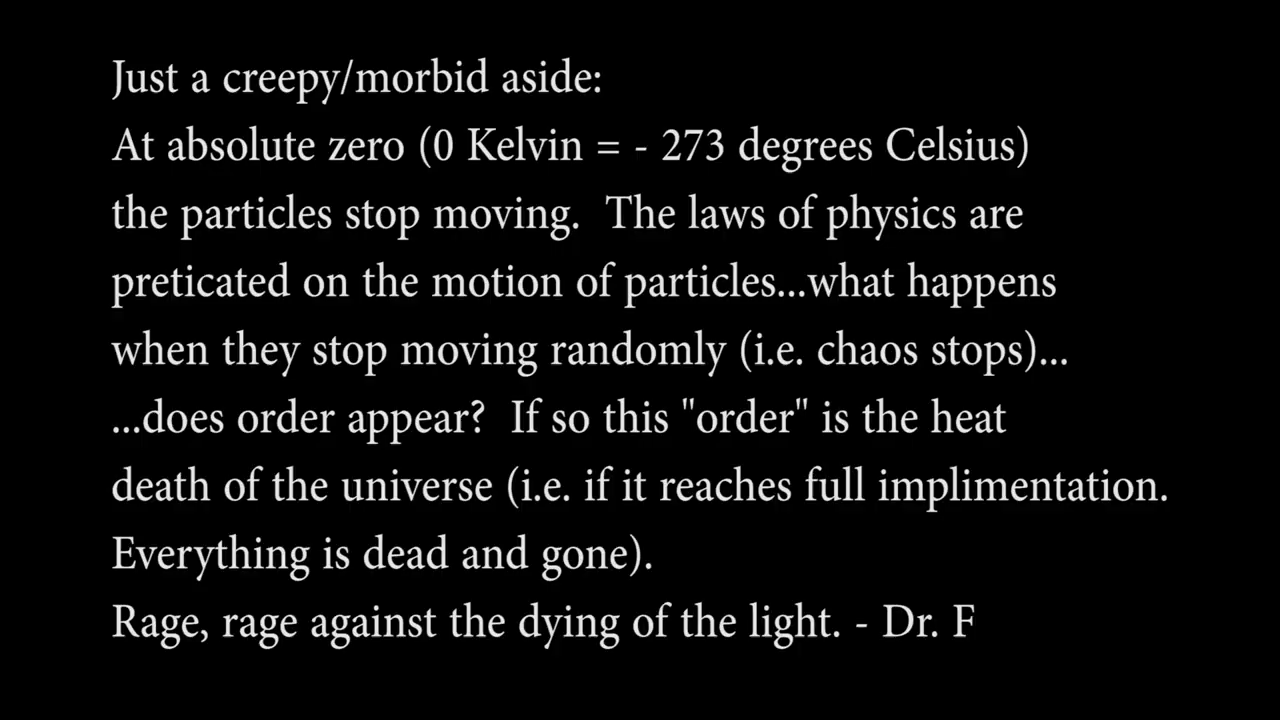 Just a creepy/morbid aside:
At absolute zero (0 Kelvin = - 273 degrees Celsius)
the particles stop moving.  The laws of physics are
preticated on the motion of particles...what happens
when they stop moving randomly (i.e. chaos stops)...
...does order appear?  If so this "order" is the heat
death of the universe (i.e. if it reaches full implimentation.
Everything is dead and gone).
Rage, rage against the dying of the light. - Dr. F